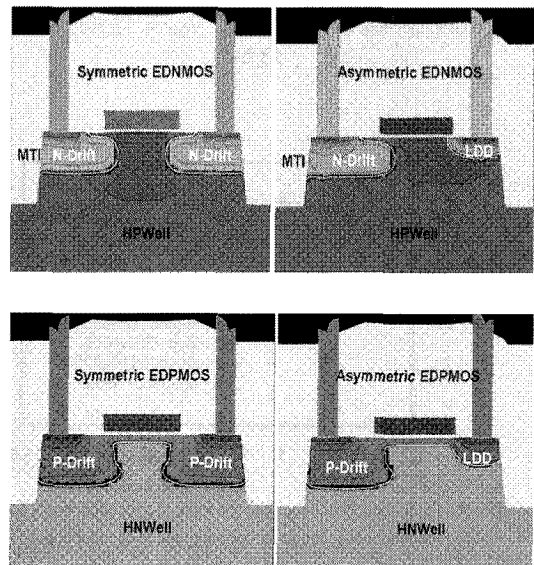 Symmetric EDNMOS
MTI N-Drift N-Drift
HPWell
Asymmetric EDNMOS
MTI N-Drift LDD
HPWell
Symmetric EDPMOS
P-Drift P-Drift
HNWell
Asymmetric EDPMOS
P-Drift LDD
HNWell